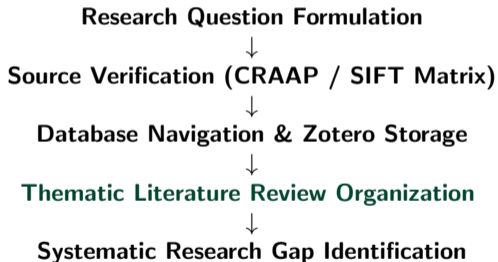 Research Question Formulation
↓
Source Verification (CRAAP / SIFT Matrix)
↓
Database Navigation & Zotero Storage
↓
Thematic Literature Review Organization
↓
Systematic Research Gap Identification